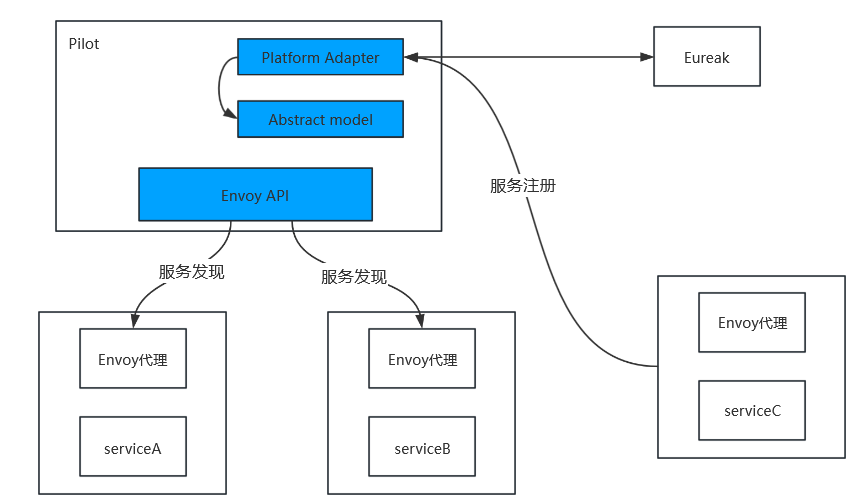 Pilot
Platform Adapter
Eureak
Abstract model
Envoy API
服务注册
服务发现
服务发现
Envoy代理
serviceA
Envoy代理
serviceB
Envoy代理
serviceC